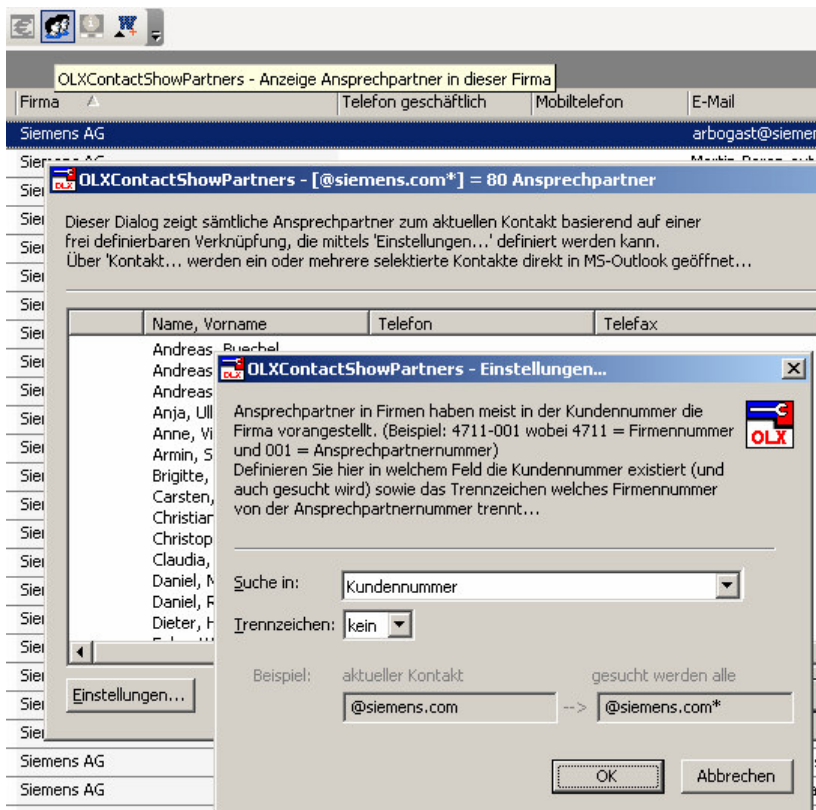 OLXContactShowPartners - Anzeige Ansprechpartner in dieser Firma
Firma Telefon geschäftlich Mobiltelefon E-Mail
Siemens AG arbogast@siemen
OLXContactShowPartners - [@siemens.com*] = 80 Ansprechpartner
Dieser Dialog zeigt sämtliche Ansprechpartner zum aktuellen Kontakt basierend auf einer
frei definierbaren Verknüpfung, die mittels 'Einstellungen...' definiert werden kann.
Über 'Kontakt... werden ein oder mehrere selektierte Kontakte direkt in MS-Outlook geöffnet...
Name, Vorname Telefon Telefax
Andreas, Buechel
Andreas
Andreas
Anja, Ull
Anne, Vi
Armin, S
Brigitte,
Carsten,
Christian
Christop
Claudia,
Daniel, M
Daniel, R
Dieter, H
Einstellungen...
OLXContactShowPartners - Einstellungen...
Ansprechpartner in Firmen haben meist in der Kundennummer die
Firma vorangestellt. (Beispiel: 4711-001 wobei 4711 = Firmennummer
und 001 = Ansprechpartnernummer)
Definieren Sie hier in welchem Feld die Kundennummer existiert (und
auch gesucht wird) sowie das Trennzeichen welches Firmennummer
von der Ansprechpartnernummer trennt...
OLX
Suche in: Kundennummer
Trennzeichen: kein
Beispiel: aktueller Kontakt gesucht werden alle
@siemens.com --> @siemens.com*
OK Abbrechen
Siemens AG
Siemens AG